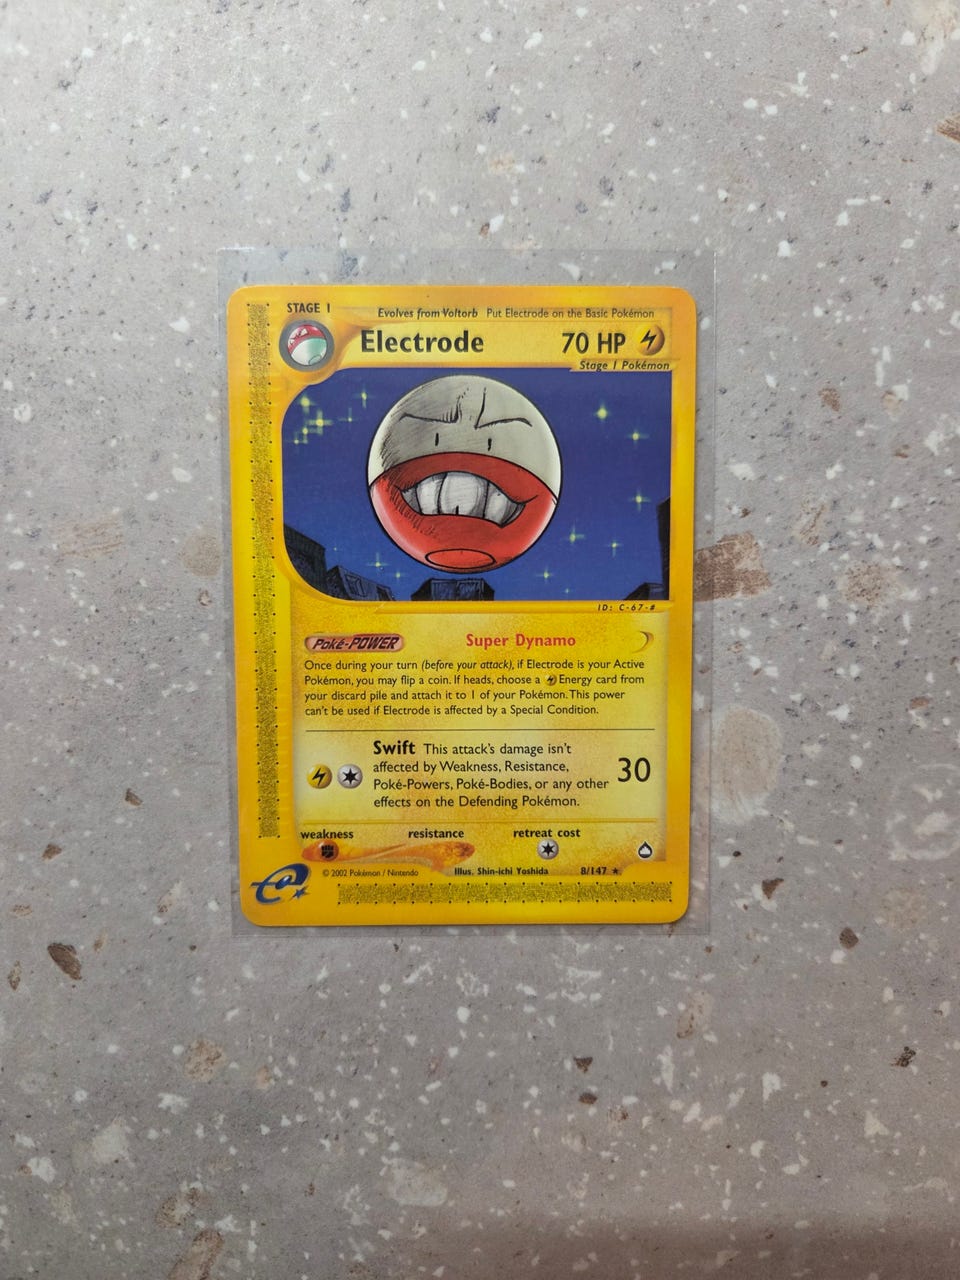 STAGE 1
Evolves from Voltorb Put Electrode on the Basic Pokémon
Electrode 70 HP
Stage 1 Pokémon
ID: C-67-#
Poké-POWER Super Dynamo
Once during your turn (before your attack), if Electrode is your Active
Pokémon, you may flip a coin. If heads, choose a Energy card from
your discard pile and attach it to 1 of your Pokémon. This power
can't be used if Electrode is affected by a Special Condition.
Swift This attack's damage isn't
affected by Weakness, Resistance,
Poké-Powers, Poké-Bodies, or any other
effects on the Defending Pokémon.
30
weakness resistance retreat cost
© 2002 Pokémon / Nintendo Illus. Shin-ichi Yoshida 8/147 ★
e